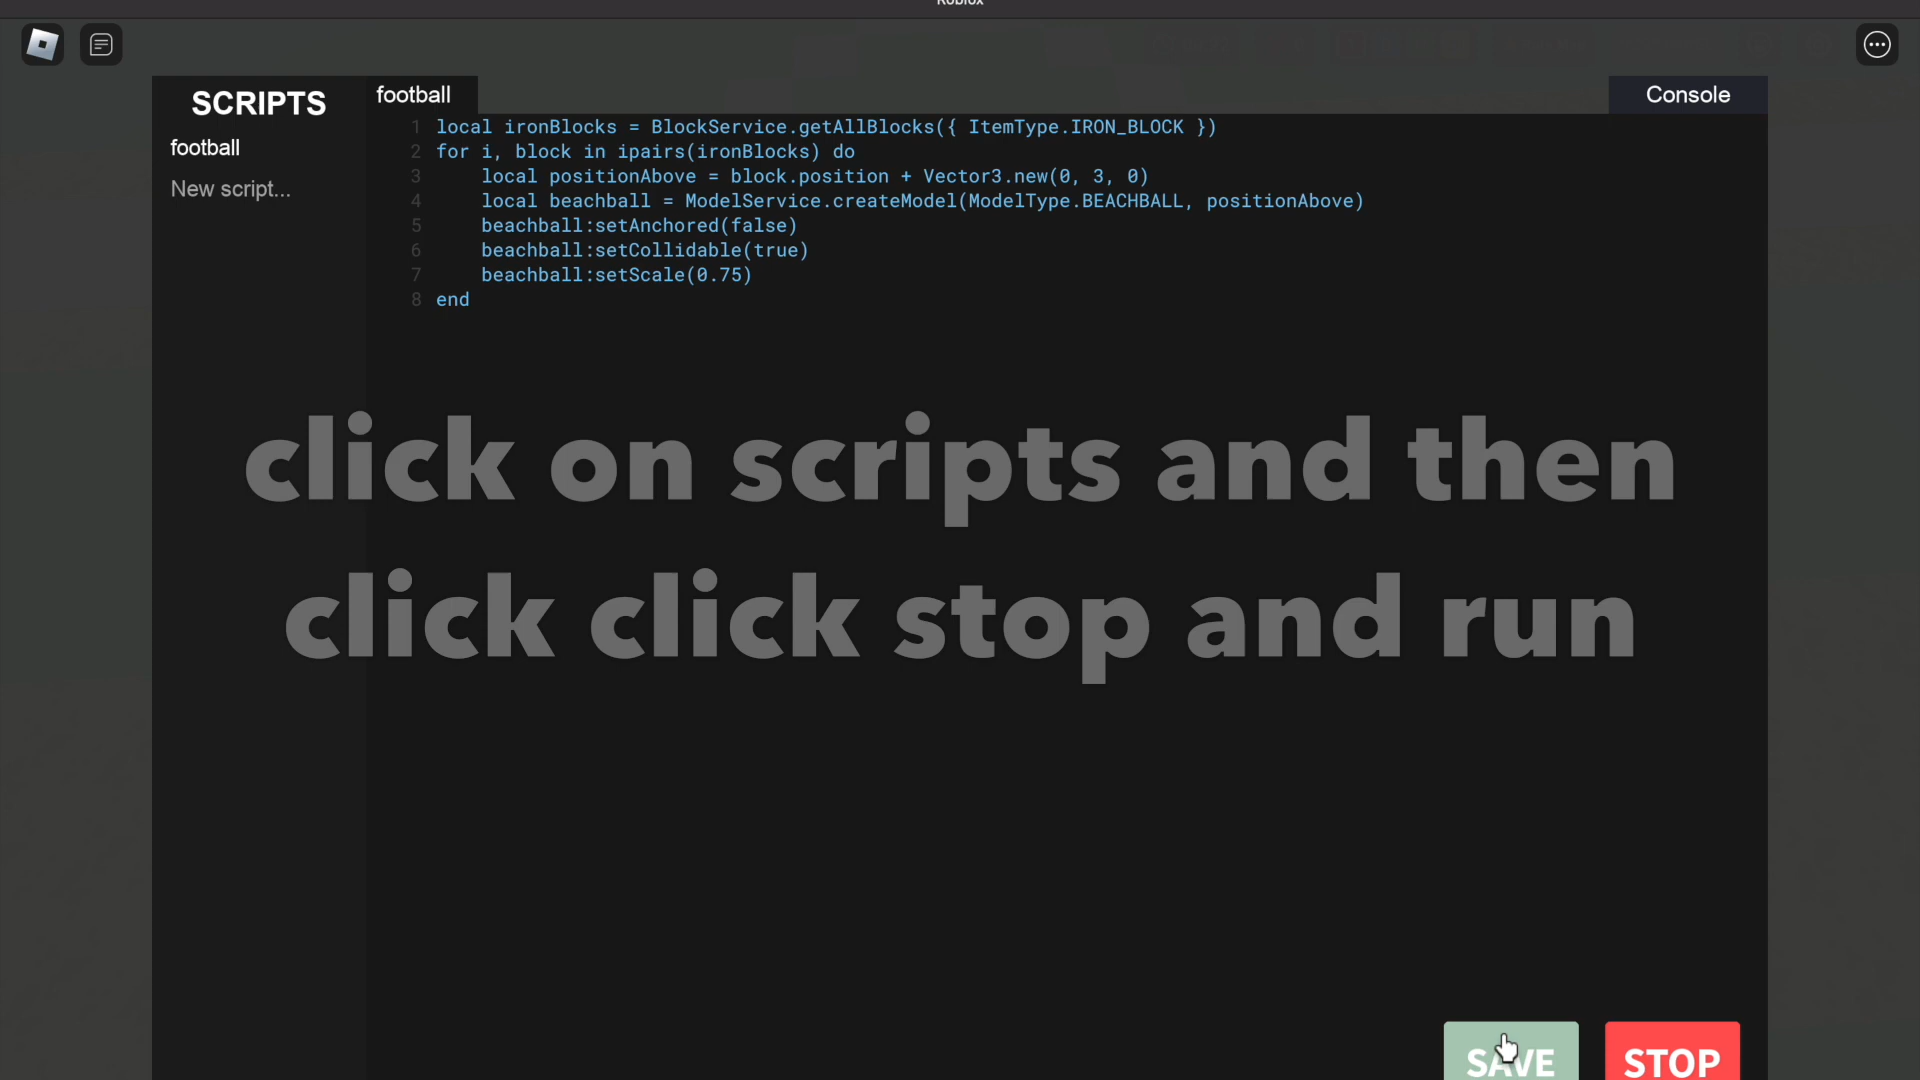 Roblox
SCRIPTS
football
New script...
football
Console
1 local ironBlocks = BlockService.getAllBlocks({ ItemType.IRON_BLOCK })
2 for i, block in ipairs(ironBlocks) do
3     local positionAbove = block.position + Vector3.new(0, 3, 0)
4     local beachball = ModelService.createModel(ModelType.BEACHBALL, positionAbove)
5     beachball:setAnchored(false)
6     beachball:setCollidable(true)
7     beachball:setScale(0.75)
8 end
click on scripts and then
click click stop and run
SAVE
STOP